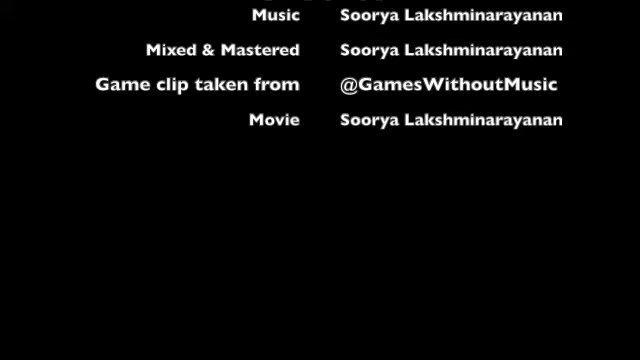 Music Soorya Lakshminarayanan
Mixed & Mastered Soorya Lakshminarayanan
Game clip taken from @GamesWithoutMusic
Movie Soorya Lakshminarayanan